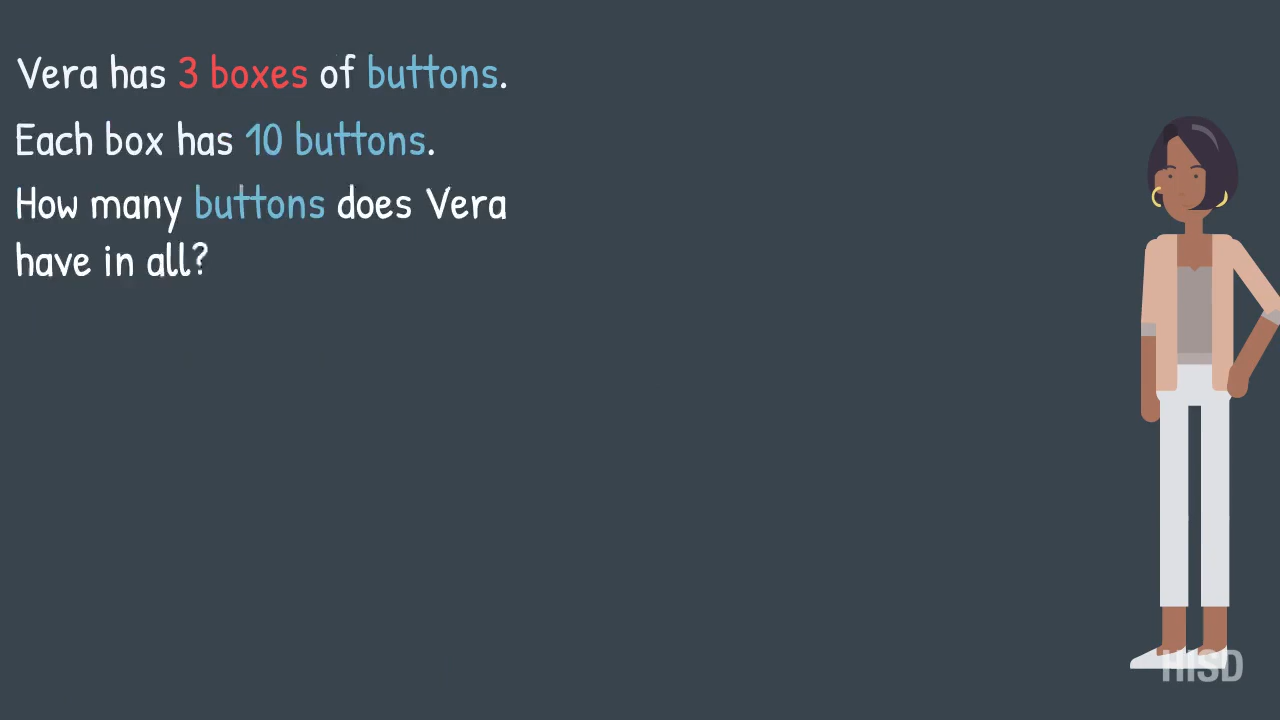 Vera has 3 boxes of buttons.
Each box has 10 buttons.
How many buttons does Vera
have in all?
HISD